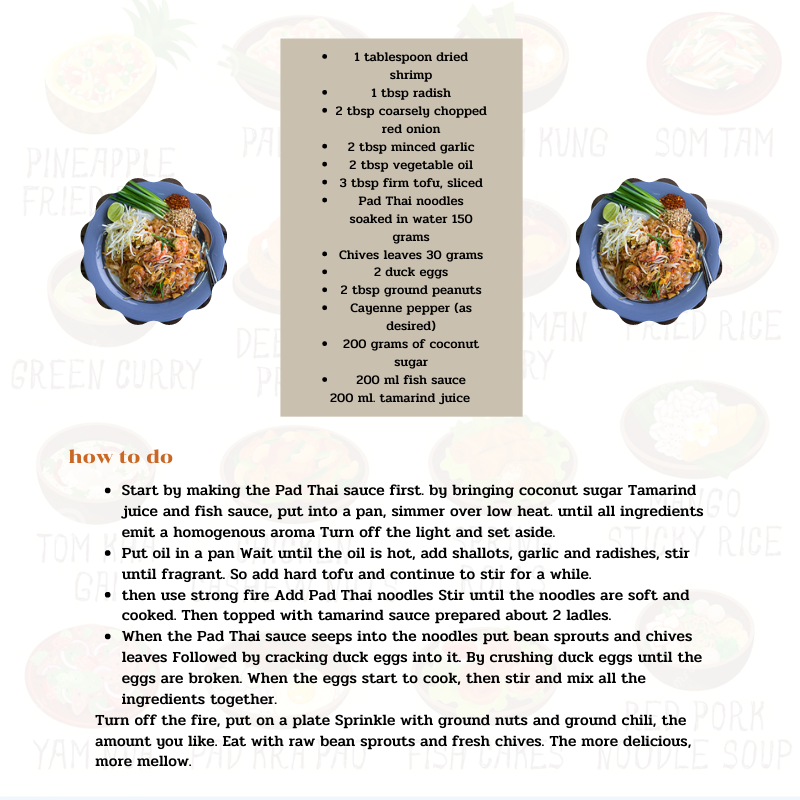 • 1 tablespoon dried
shrimp
• 1 tbsp radish
• 2 tbsp coarsely chopped
red onion
• 2 tbsp minced garlic
• 2 tbsp vegetable oil
• 3 tbsp firm tofu, sliced
• Pad Thai noodles
soaked in water 150
grams
• Chives leaves 30 grams
• 2 duck eggs
• 2 tbsp ground peanuts
• Cayenne pepper (as
desired)
• 200 grams of coconut
sugar
• 200 ml fish sauce
200 ml. tamarind juice
PINEAPPLE
FRIED
KUNG
SOM TAM
GREEN CURRY
FRIED RICE
how to do
• Start by making the Pad Thai sauce first. by bringing coconut sugar Tamarind
juice and fish sauce, put into a pan, simmer over low heat. until all ingredients
emit a homogenous aroma Turn off the light and set aside.
• Put oil in a pan Wait until the oil is hot, add shallots, garlic and radishes, stir
until fragrant. So add hard tofu and continue to stir for a while.
• then use strong fire Add Pad Thai noodles Stir until the noodles are soft and
cooked. Then topped with tamarind sauce prepared about 2 ladles.
• When the Pad Thai sauce seeps into the noodles put bean sprouts and chives
leaves Followed by cracking duck eggs into it. By crushing duck eggs until the
eggs are broken. When the eggs start to cook, then stir and mix all the
ingredients together.
Turn off the fire, put on a plate Sprinkle with ground nuts and ground chili, the
amount you like. Eat with raw bean sprouts and fresh chives. The more delicious,
more mellow.
MANGO
STICKY RICE
RED PORK
NOODLE SOUP
PAD KRA PAO
FISH CAKES